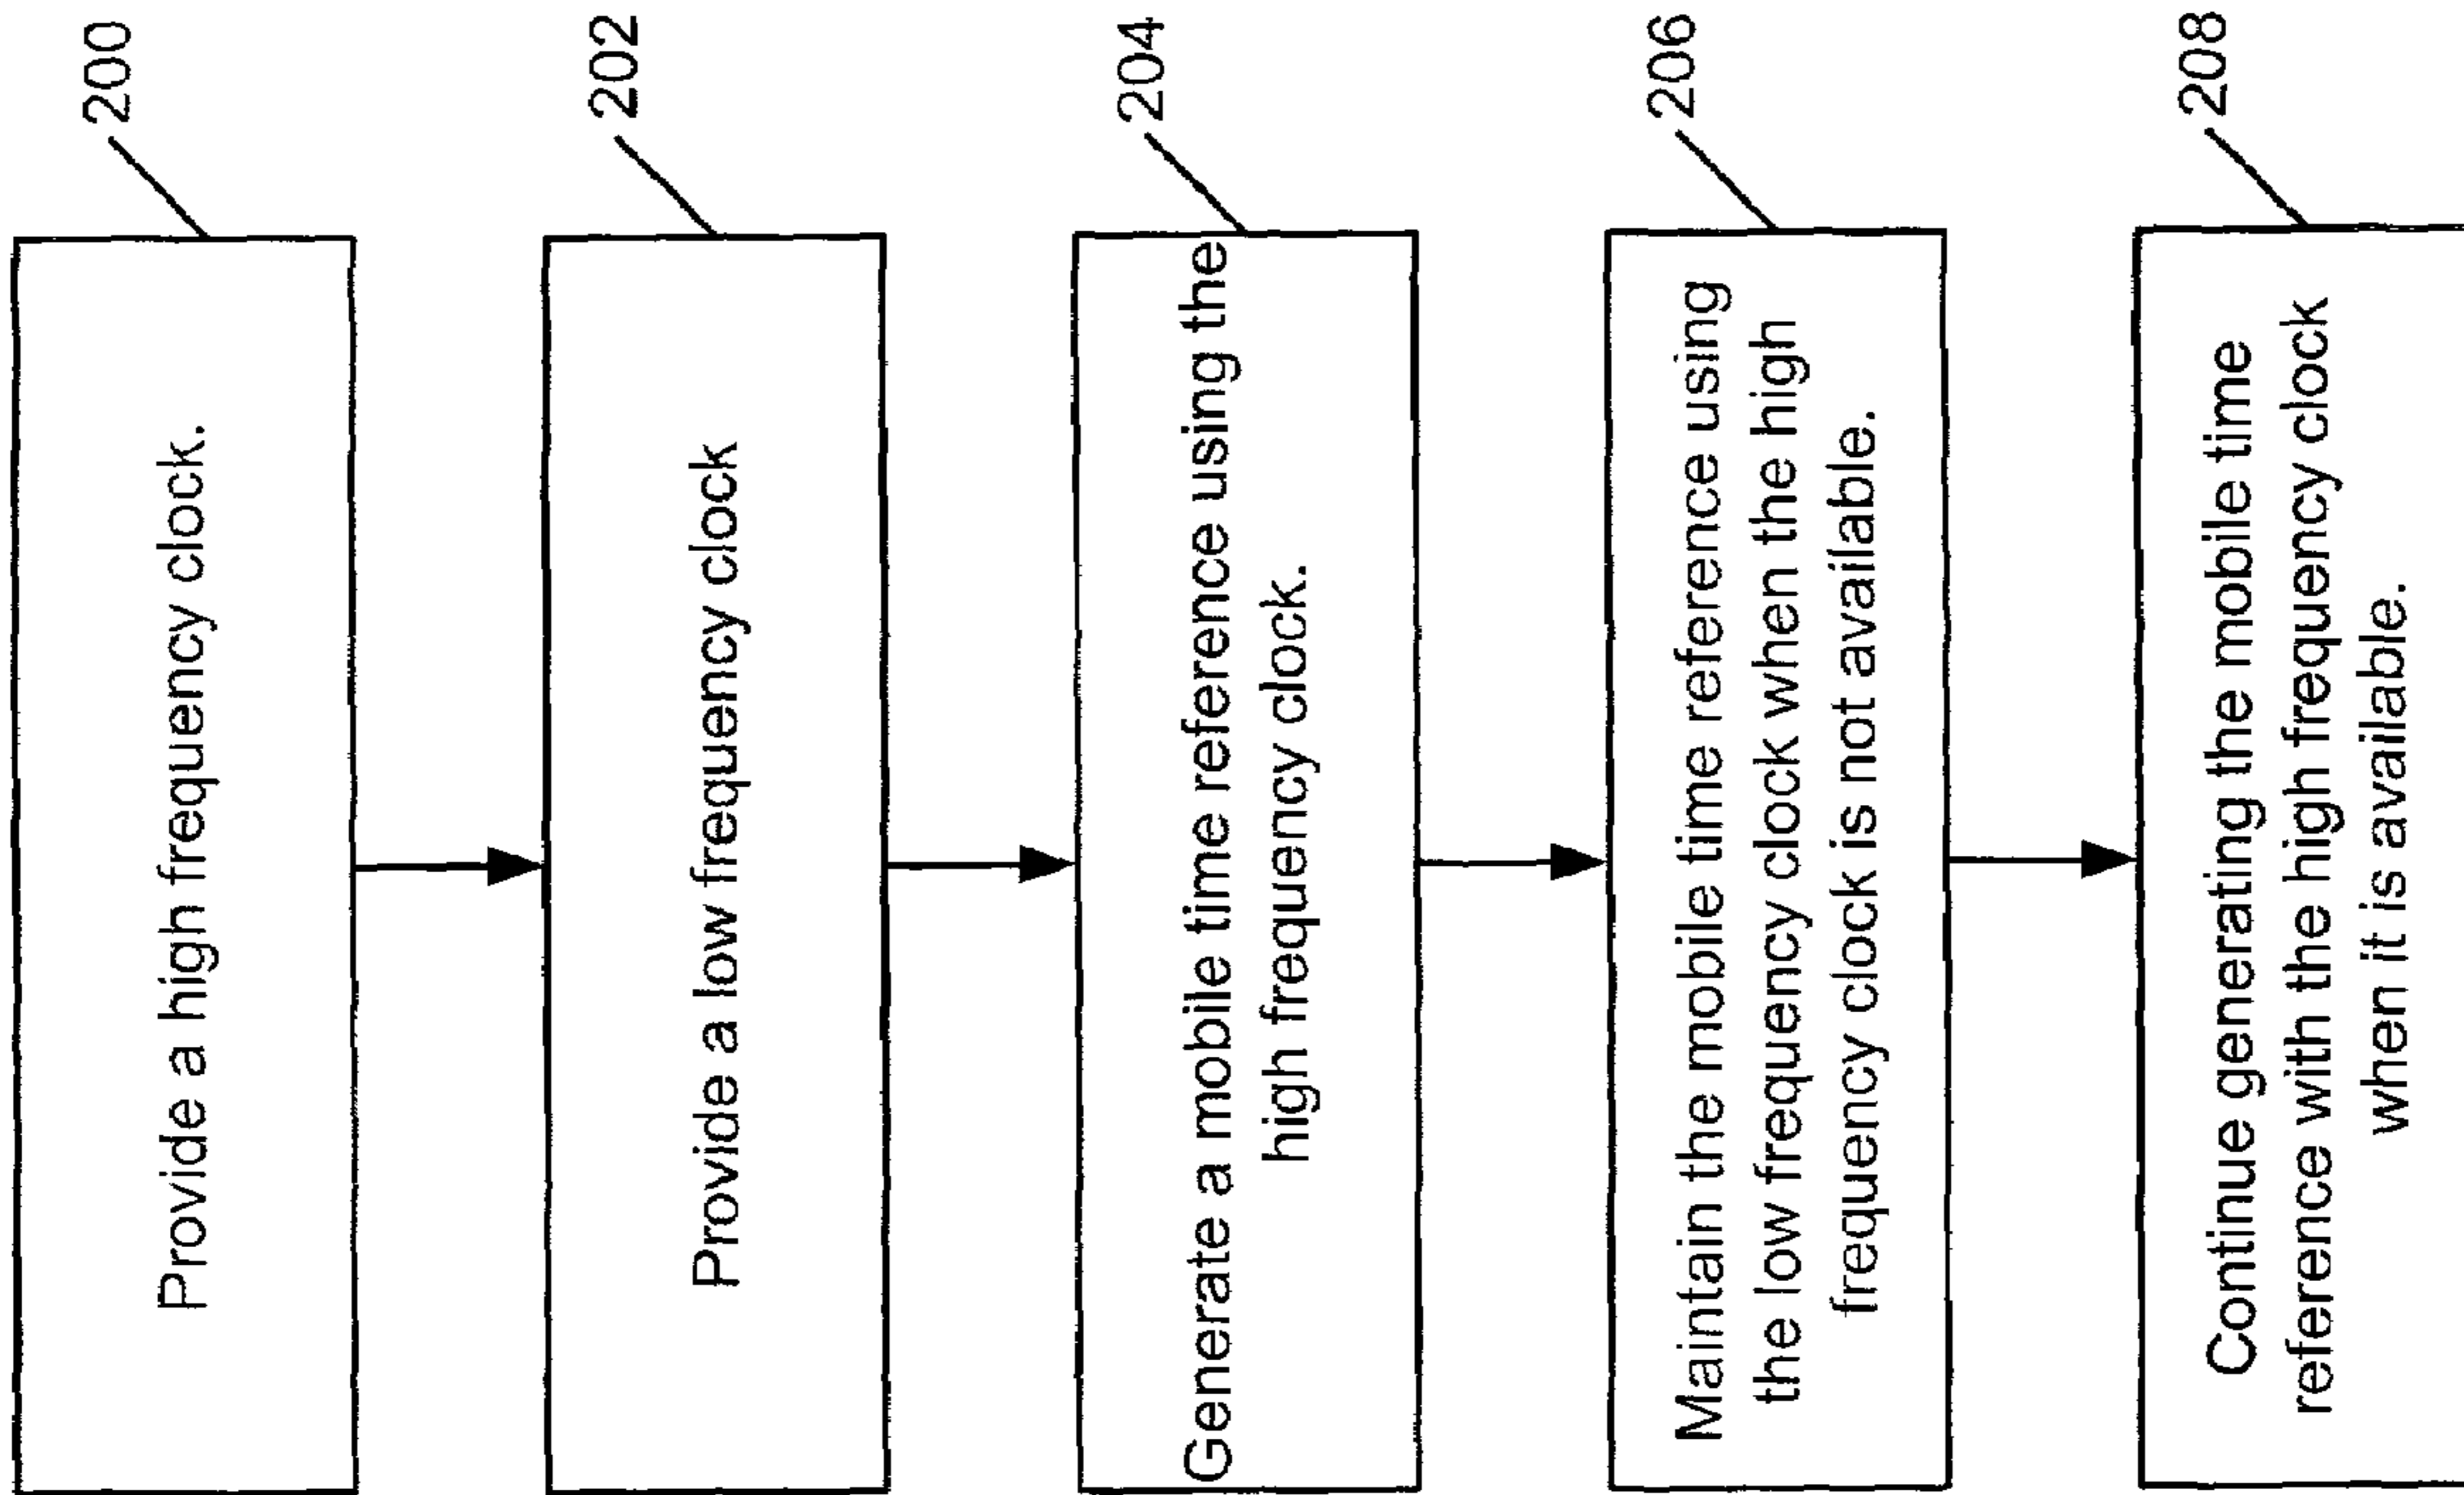 200
Provide a high frequency clock.
202
Provide a low frequency clock
204
Generate a mobile time reference using the
high frequency clock.
206
Maintain the mobile time reference using
the low frequency clock when the high
frequency clock is not available.
208
Continue generating the mobile time
reference with the high frequency clock
when it is available.